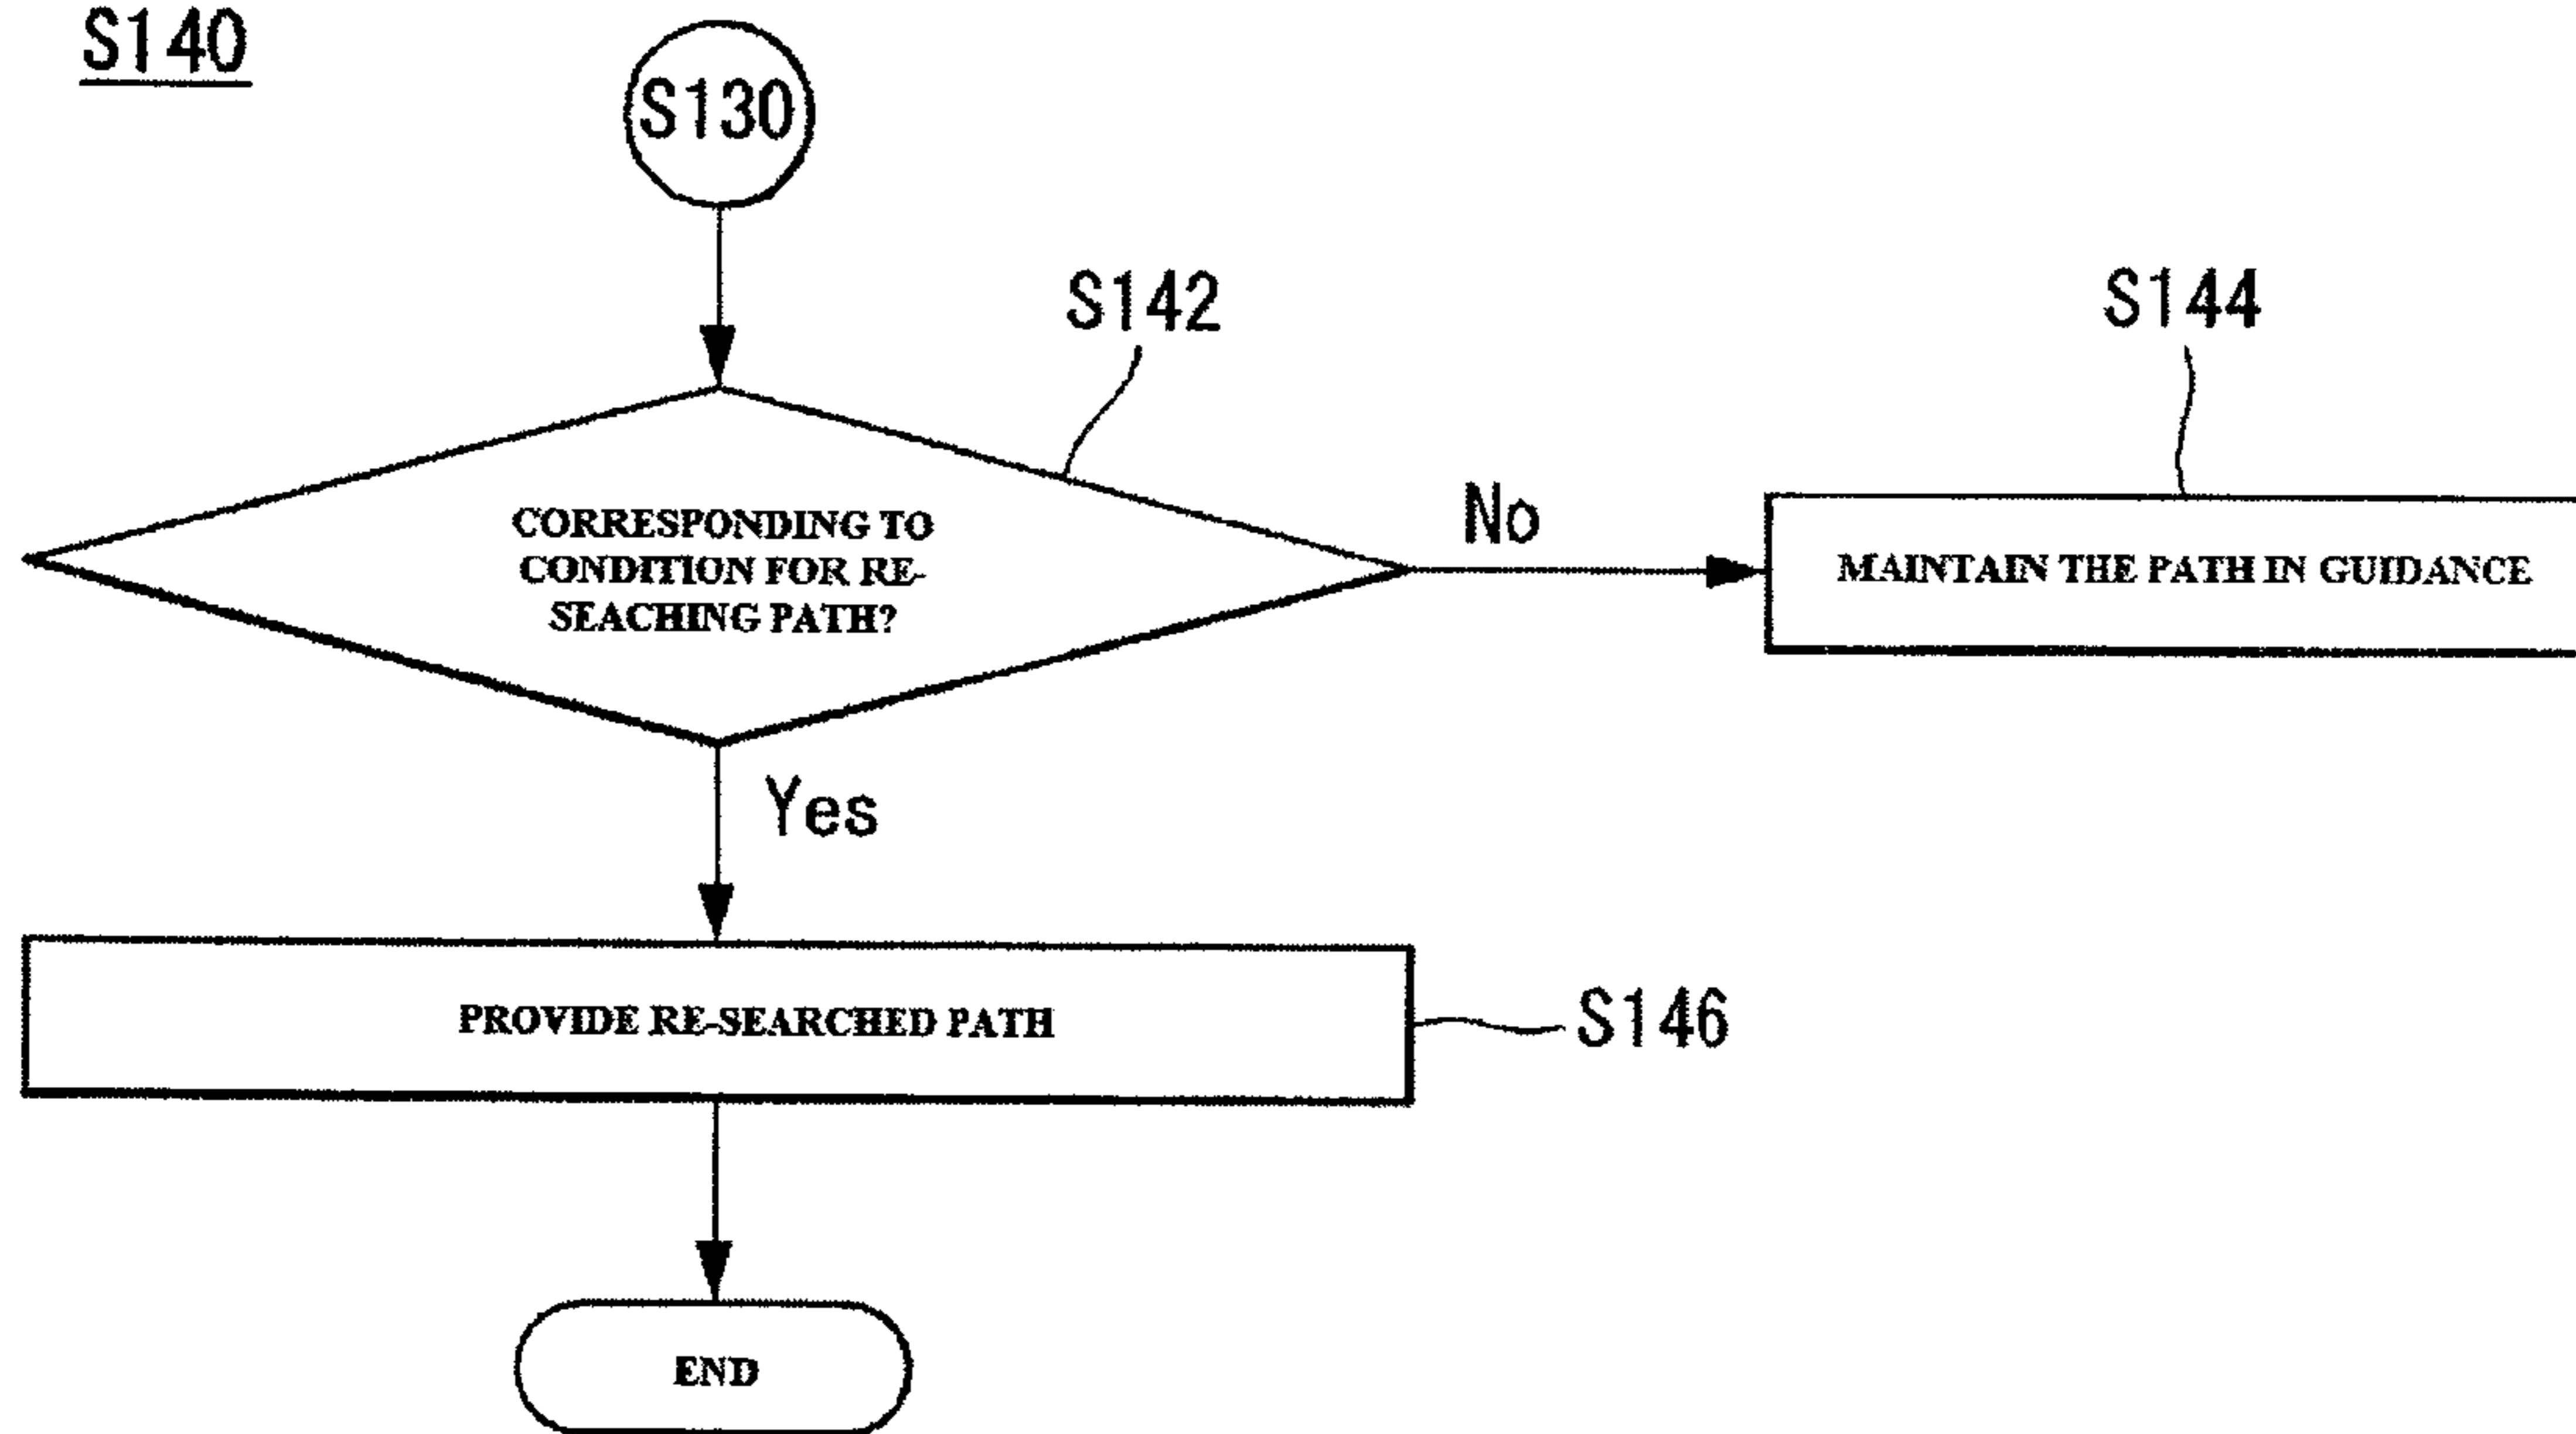 S140
S130
S142
S144
CORRESPONDING TO
CONDITION FOR RE-
SEACHING PATH?
No
MAINTAIN THE PATH IN GUIDANCE
Yes
PROVIDE RE-SEARCHED PATH
S146
END